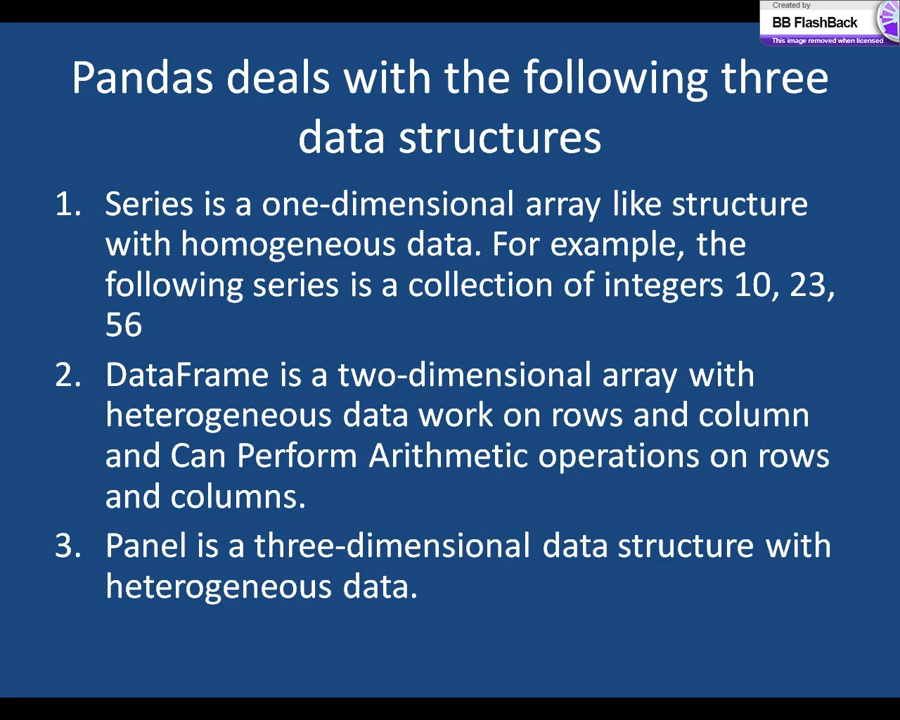 Created by
BB FlashBack
This image removed when licensed
Pandas deals with the following three
data structures
1. Series is a one-dimensional array like structure
with homogeneous data. For example, the
following series is a collection of integers 10, 23,
56
2. DataFrame is a two-dimensional array with
heterogeneous data work on rows and column
and Can Perform Arithmetic operations on rows
and columns.
3. Panel is a three-dimensional data structure with
heterogeneous data.